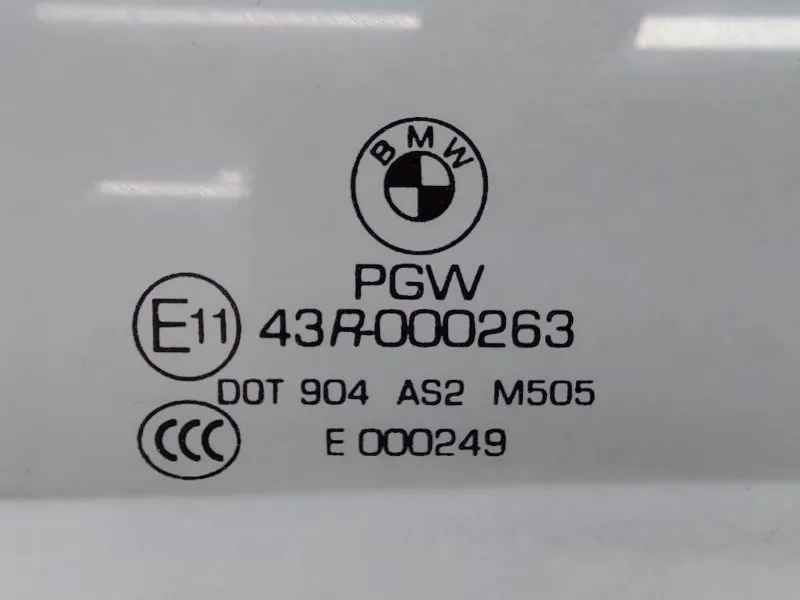 BMW
PGW
E11 43R-000263
DOT 904 AS2 M505
CCC E 000249